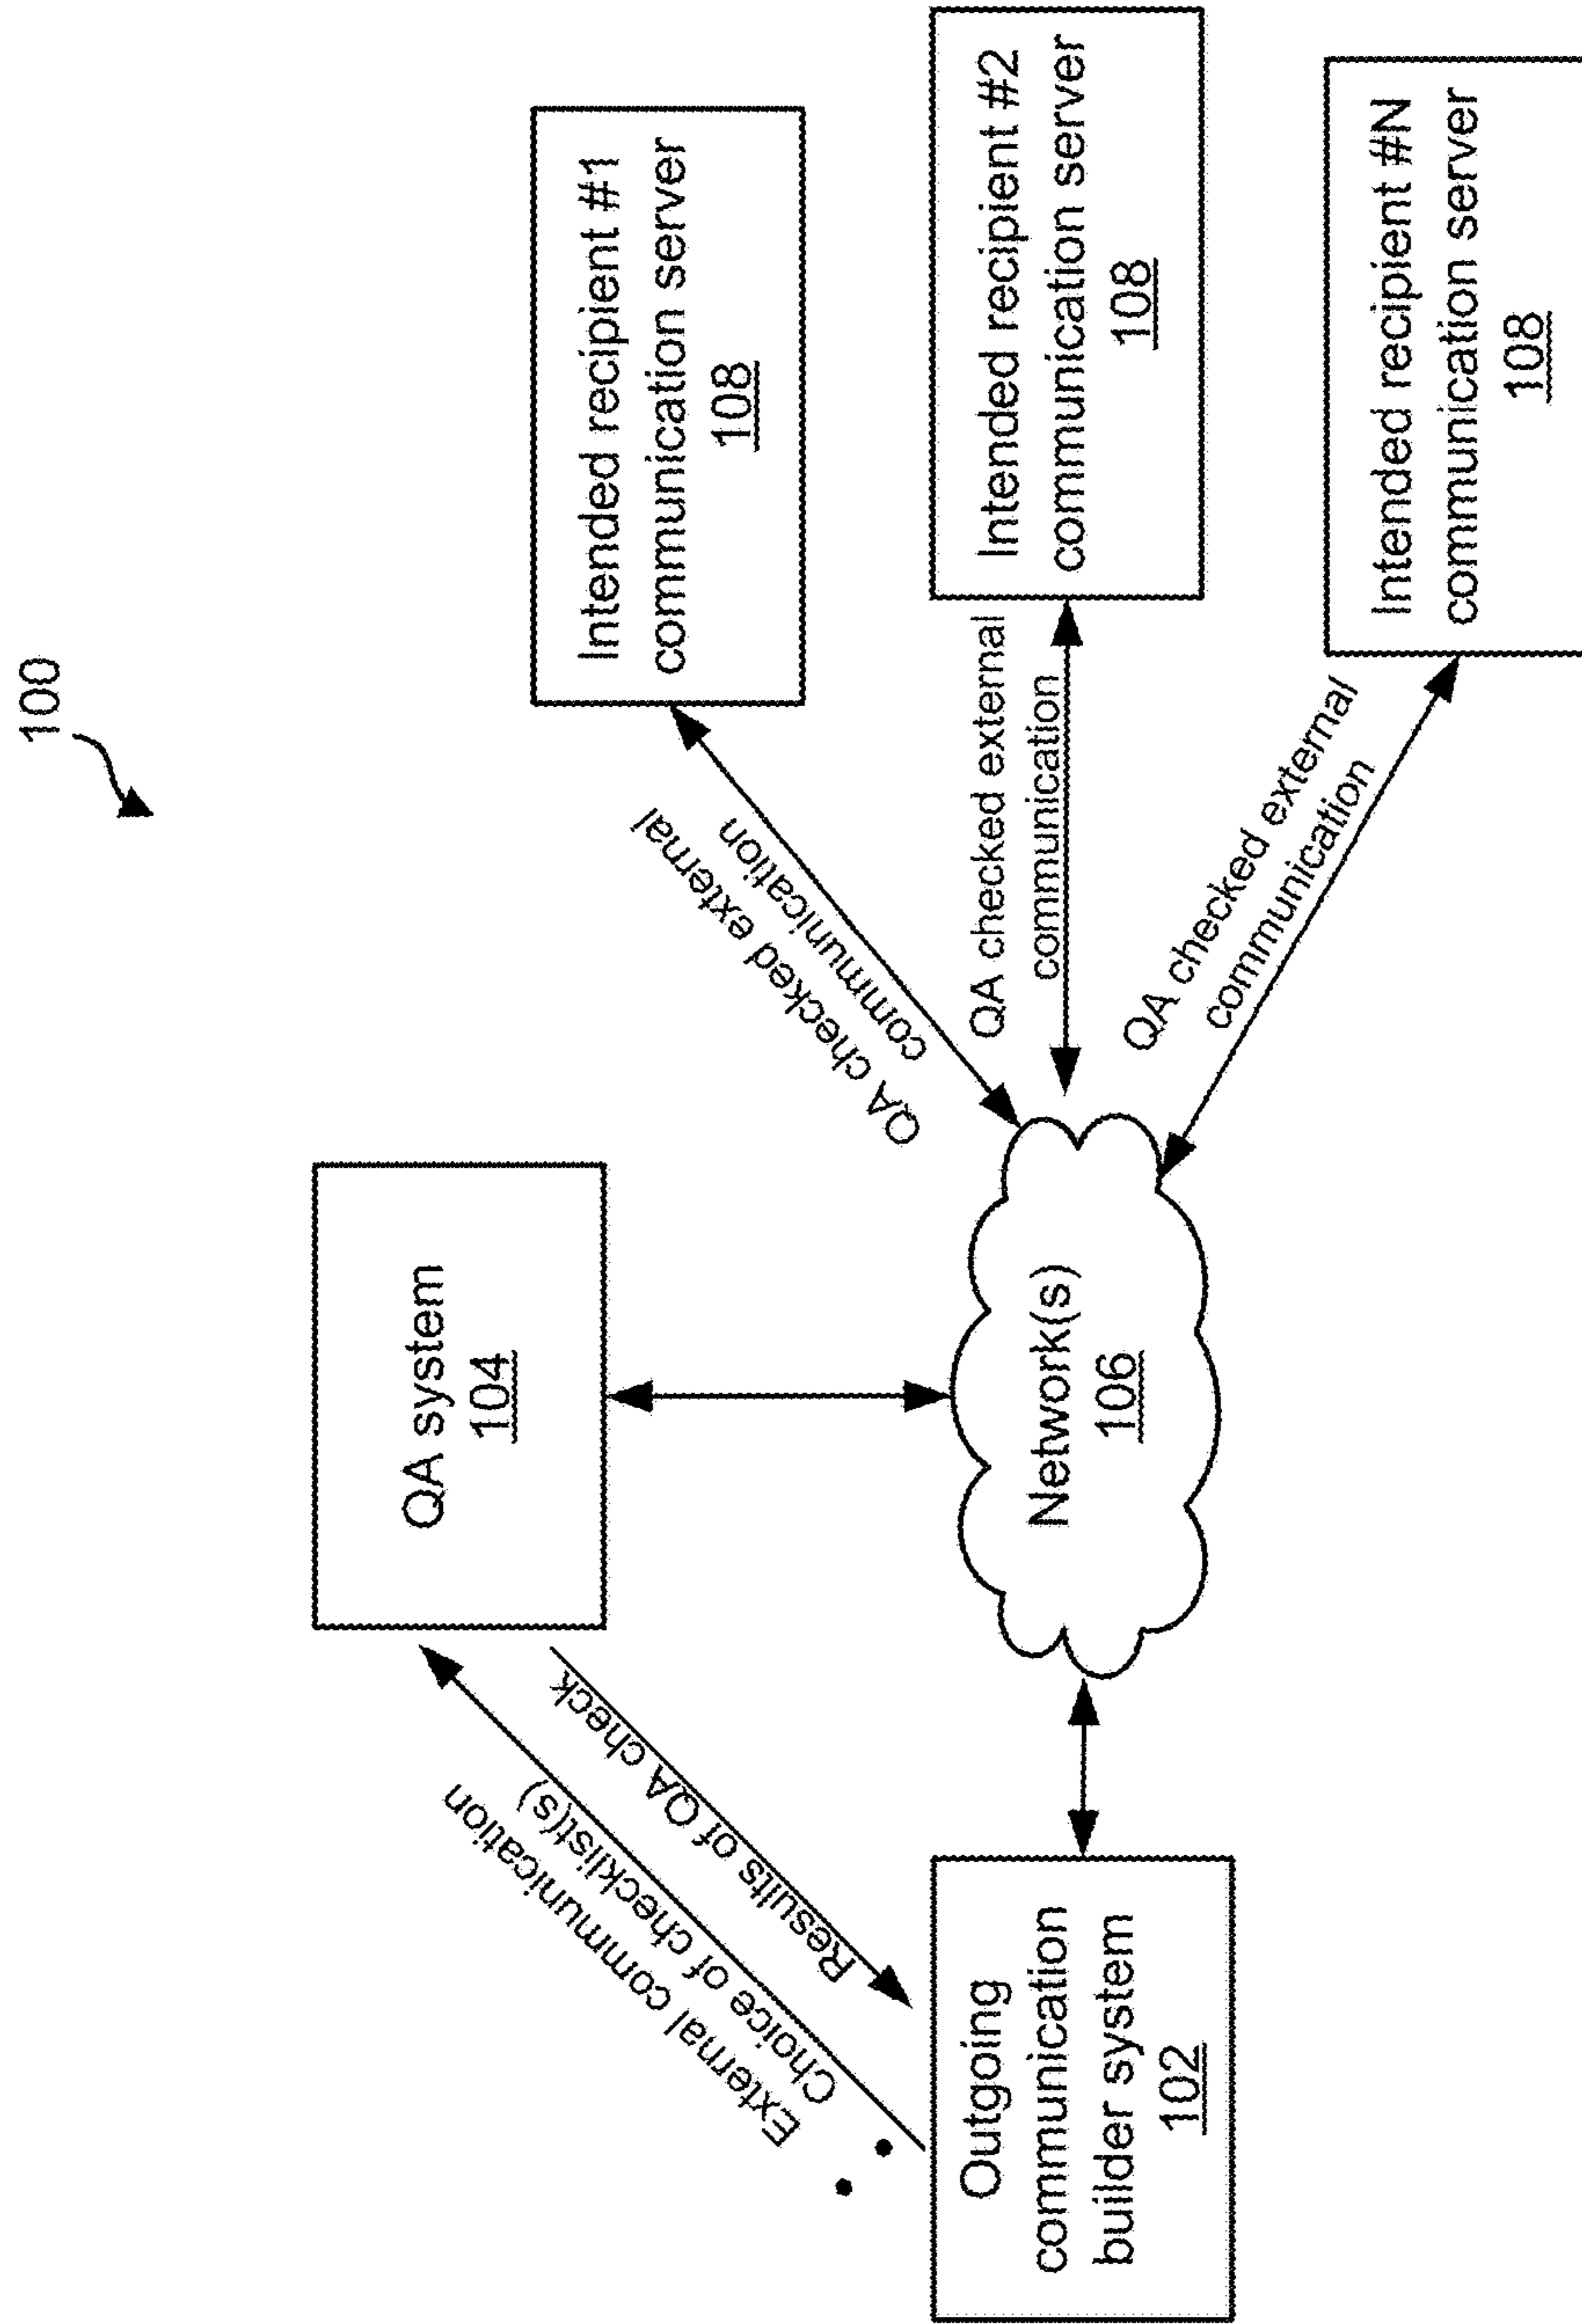 100
QA system
104
• External communication
• Choice of checklist(s)
Results of QA check
Outgoing
communication
builder system
102
Network(s)
106
QA checked external
communication
QA checked external
communication
QA checked external
communication
Intended recipient #1
communication server
108
Intended recipient #2
communication server
108
Intended recipient #N
communication server
108